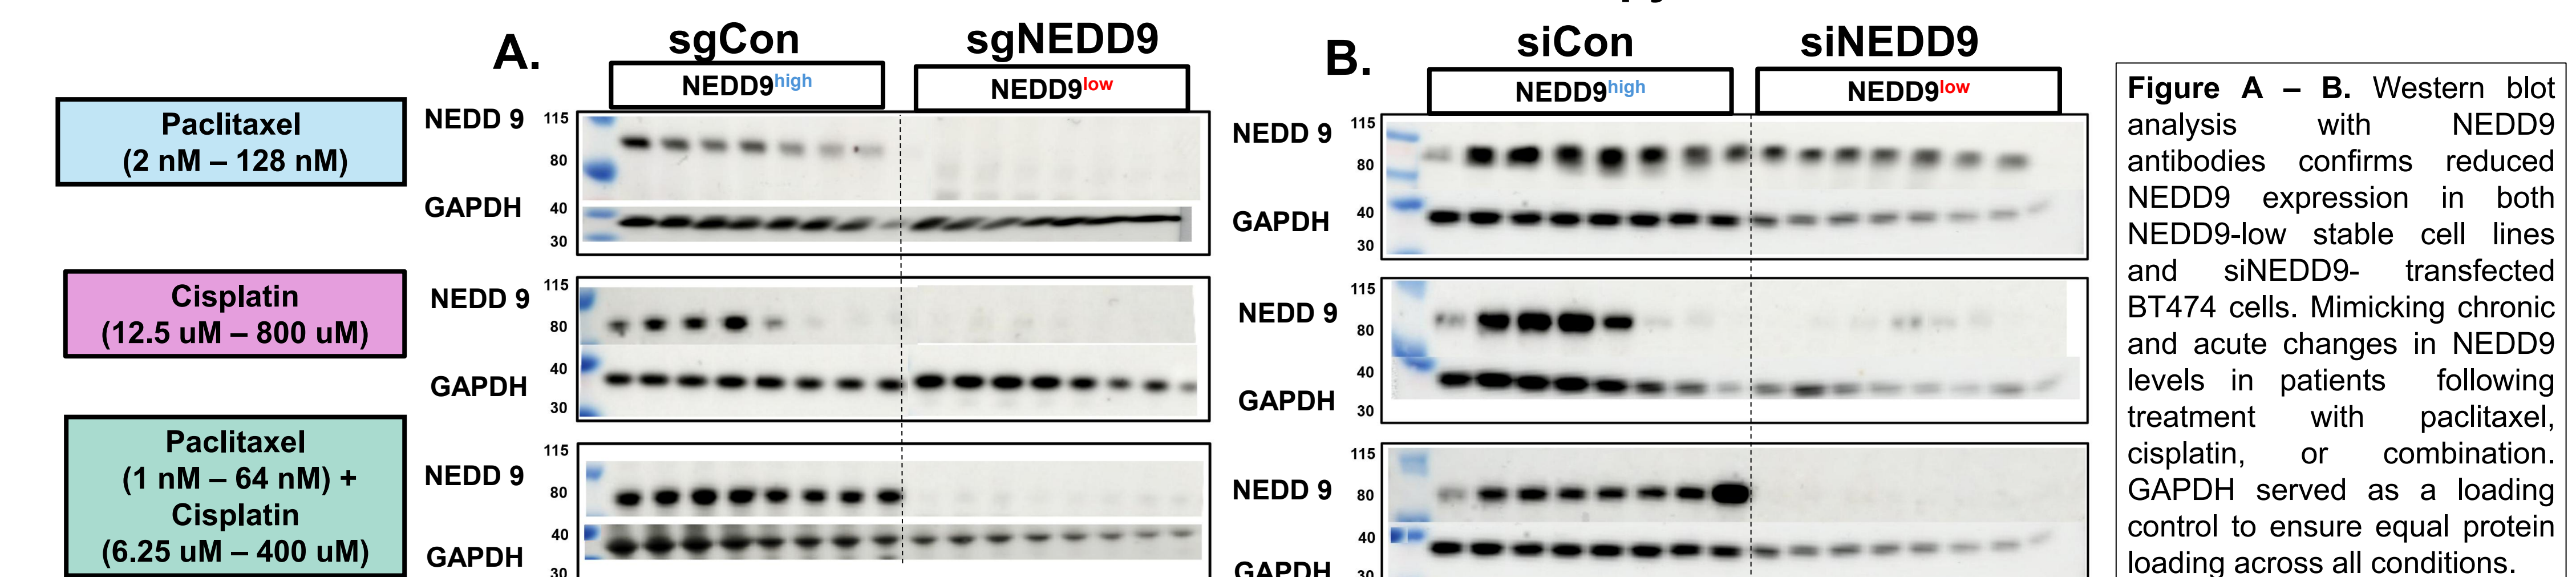 A.
sgCon
sgNEDD9
NEDD9high
NEDD9low
B.
siCon
siNEDD9
NEDD9high
NEDD9low
Paclitaxel
(2 nM – 128 nM)
NEDD 9
GAPDH
115
80
40
30
NEDD 9
GAPDH
115
80
40
30
Cisplatin
(12.5 uM – 800 uM)
NEDD 9
GAPDH
115
80
40
30
NEDD 9
GAPDH
115
80
40
30
Paclitaxel
(1 nM – 64 nM) +
Cisplatin
(6.25 uM – 400 uM)
NEDD 9
GAPDH
115
80
40
30
NEDD 9
GAPDH
115
80
40
30
Figure A – B. Western blot
analysis with NEDD9
antibodies confirms reduced
NEDD9 expression in both
NEDD9-low stable cell lines
and siNEDD9- transfected
BT474 cells. Mimicking chronic
and acute changes in NEDD9
levels in patients following
treatment with paclitaxel,
cisplatin, or combination.
GAPDH served as a loading
control to ensure equal protein
loading across all conditions.